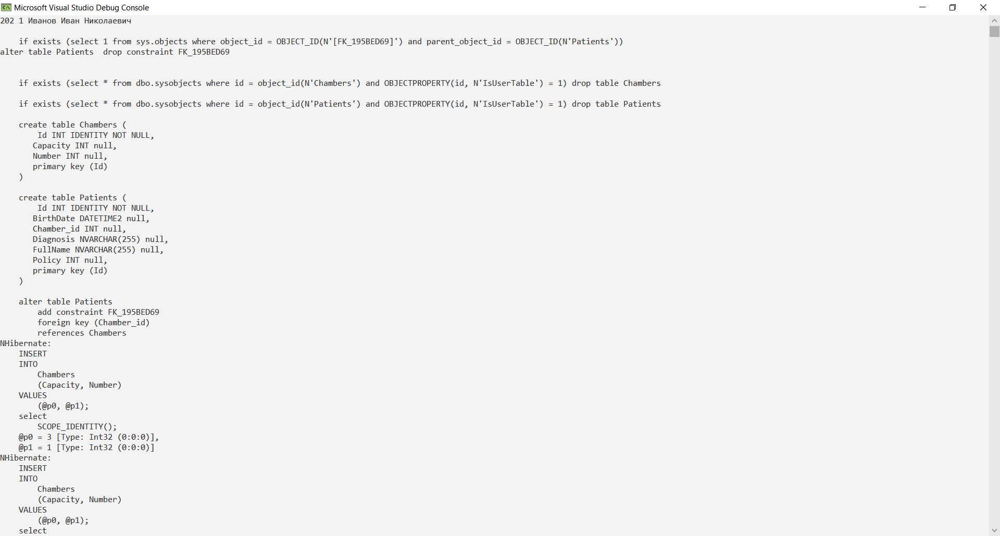 Microsoft Visual Studio Debug Console
202 1 Иванов Иван Николаевич
if exists (select 1 from sys.objects where object_id = OBJECT_ID(N'[FK_195BED69]') and parent_object_id = OBJECT_ID(N'Patients'))
alter table Patients  drop constraint FK_195BED69
if exists (select * from dbo.sysobjects where id = object_id(N'Chambers') and OBJECTPROPERTY(id, N'IsUserTable') = 1) drop table Chambers
if exists (select * from dbo.sysobjects where id = object_id(N'Patients') and OBJECTPROPERTY(id, N'IsUserTable') = 1) drop table Patients
create table Chambers (
Id INT IDENTITY NOT NULL,
Capacity INT null,
Number INT null,
primary key (Id)
)
create table Patients (
Id INT IDENTITY NOT NULL,
BirthDate DATETIME2 null,
Chamber_id INT null,
Diagnosis NVARCHAR(255) null,
FullName NVARCHAR(255) null,
Policy INT null,
primary key (Id)
)
alter table Patients
add constraint FK_195BED69
foreign key (Chamber_id)
references Chambers
NHibernate:
INSERT
INTO
Chambers
(Capacity, Number)
VALUES
(@p0, @p1);
select
SCOPE_IDENTITY();
@p0 = 3 [Type: Int32 (0:0:0)],
@p1 = 1 [Type: Int32 (0:0:0)]
NHibernate:
INSERT
INTO
Chambers
(Capacity, Number)
VALUES
(@p0, @p1);
select